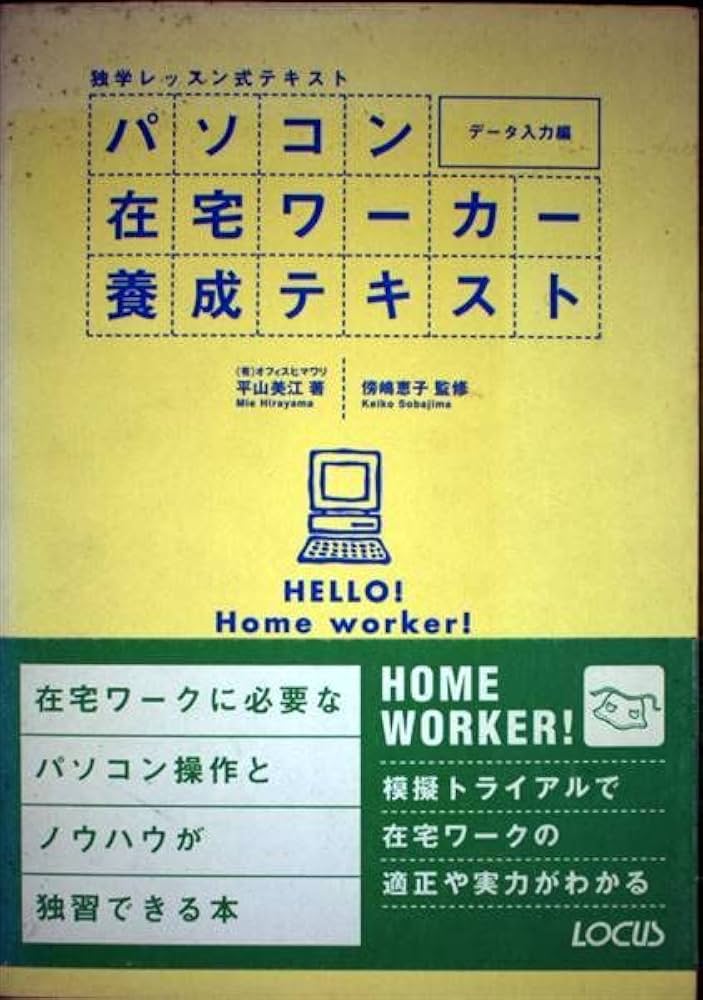 独学レッスン式テキスト
パソコン
データ入力編
在宅ワーカー
養成テキスト
(有)オフィスヒマワリ
平山美江 著
Mie Hirayama
傍嶋恵子 監修
Keiko Sobajima
HELLO!
Home worker!
在宅ワークに必要な
パソコン操作と
ノウハウが
独習できる本
HOME
WORKER!
模擬トライアルで
在宅ワークの
適正や実力がわかる
LOCUS